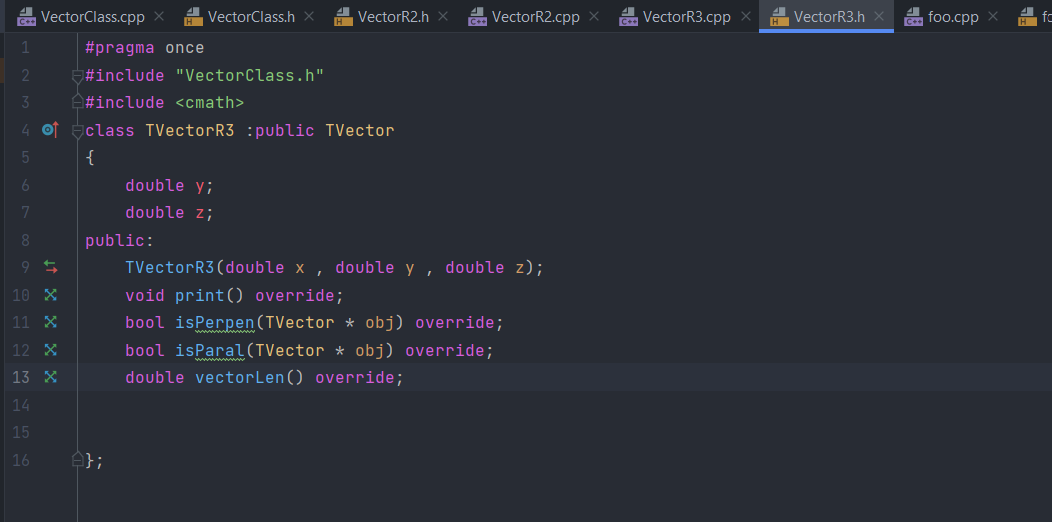 VectorClass.cpp VectorClass.h VectorR2.h VectorR2.cpp VectorR3.cpp VectorR3.h foo.cpp
1 #pragma once
2 #include "VectorClass.h"
3 #include <cmath>
4 class TVectorR3 :public TVector
5 {
6     double y;
7     double z;
8 public:
9     TVectorR3(double x , double y , double z);
10     void print() override;
11     bool isPerpen(TVector * obj) override;
12     bool isParal(TVector * obj) override;
13     double vectorLen() override;
14
15
16 };